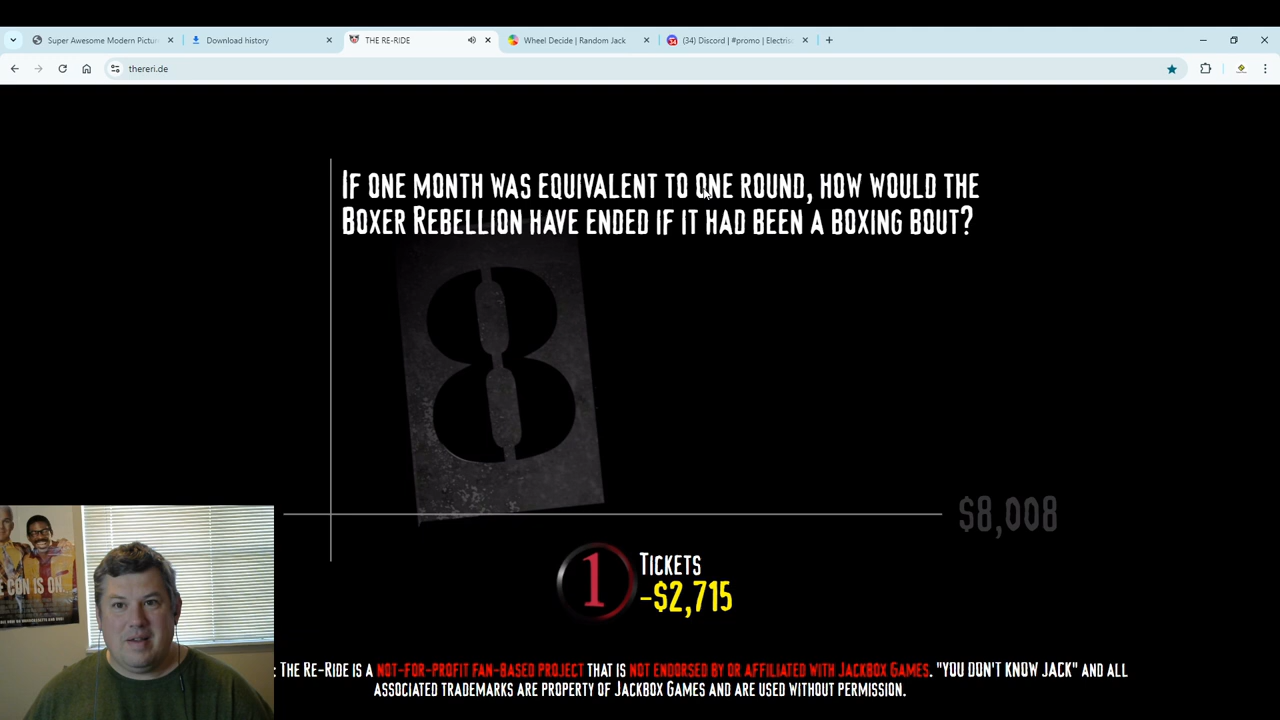 Super Awesome Modern Pictur
Download history
THE RE-RIDE
Wheel Decide | Random Jack
(34) Discord | #promo | Electris
thereri.de
IF ONE MONTH WAS EQUIVALENT TO ONE ROUND, HOW WOULD THE
BOXER REBELLION HAVE ENDED IF IT HAD BEEN A BOXING BOUT?
8
$8,008
1
TICKETS
-$2,715
E CON IS ON
: THE RE-RIDE IS A NOT-FOR-PROFIT FAN-BASED PROJECT THAT IS NOT ENDORSED BY OR AFFILIATED WITH JACKBOX GAMES. "YOU DON'T KNOW JACK" AND ALL
ASSOCIATED TRADEMARKS ARE PROPERTY OF JACKBOX GAMES AND ARE USED WITHOUT PERMISSION.